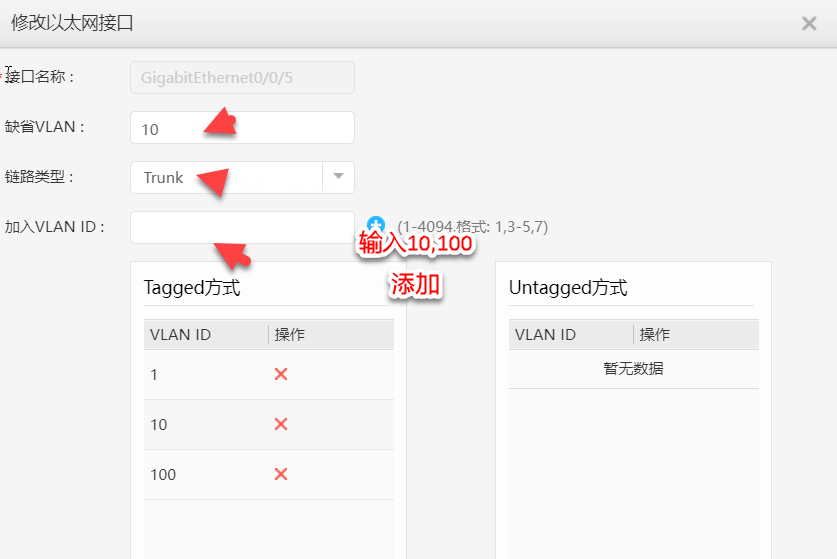 修改以太网接口
*接口名称：
GigabitEthernet0/0/5
缺省VLAN：
10
链路类型：
Trunk
加入VLAN ID：
(1-4094,格式: 1,3-5,7)
输入10,100
添加
Tagged方式
Untagged方式
VLAN ID 操作
VLAN ID 操作
1
暂无数据
10
100